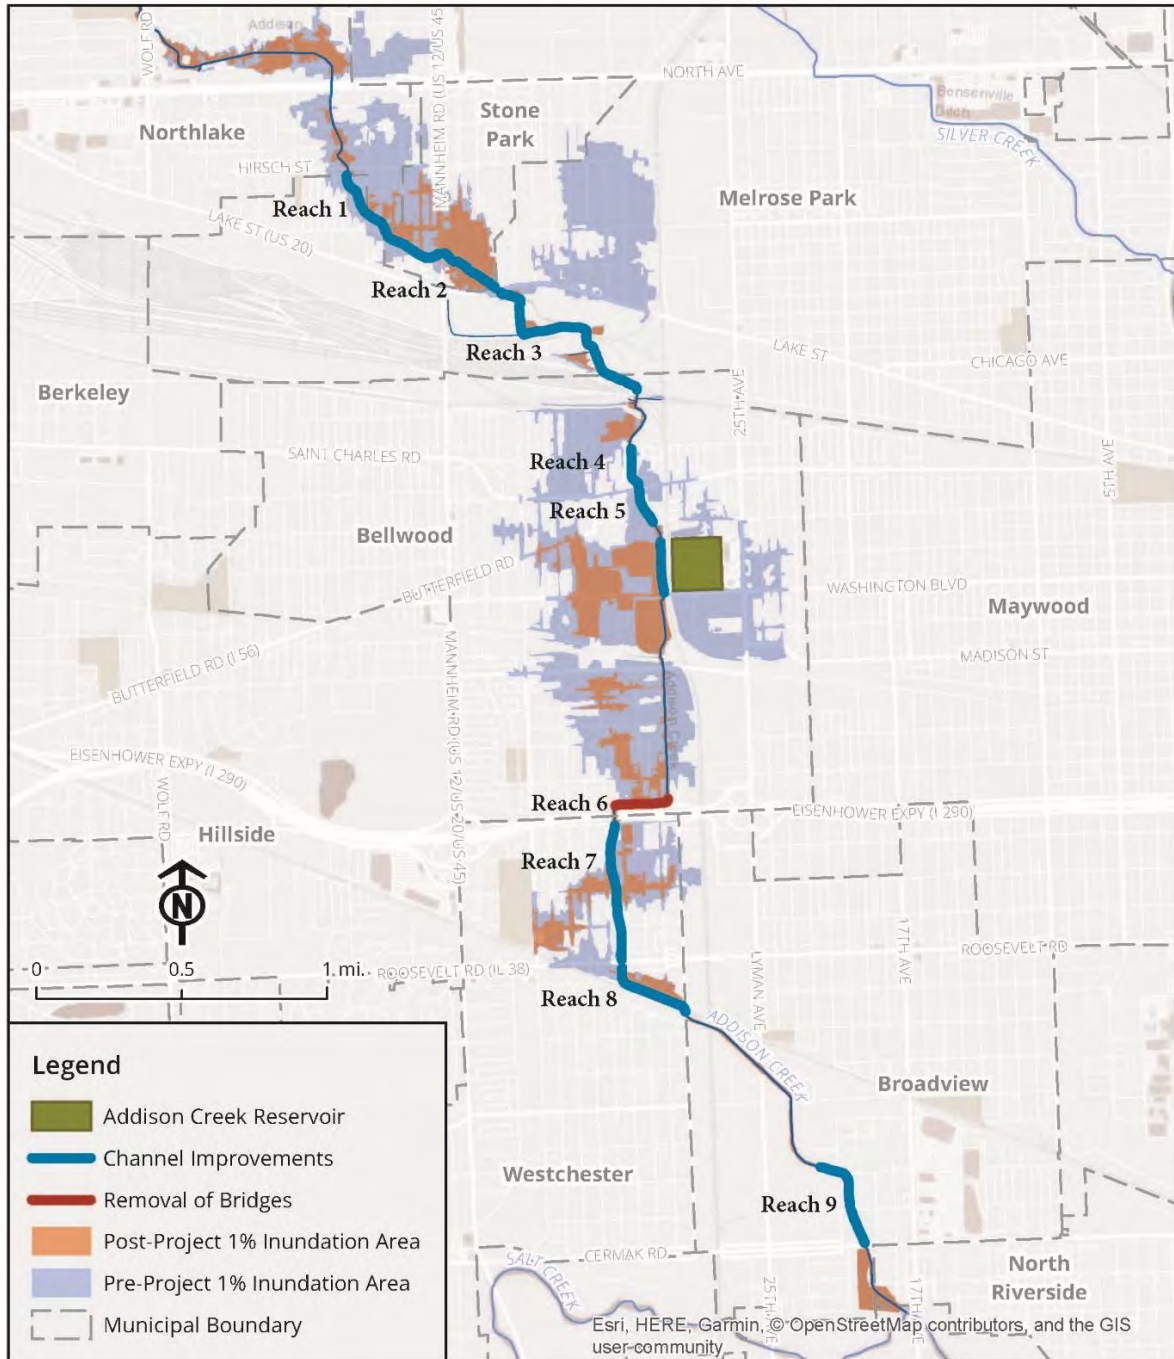 Addison
WOLF RD
MANNHEIM RD (US 12/US 45
NORTH AVE
Stone
Park
Bensenville
Ditch
SILVER CREEK
Northlake
HIRSCH ST
Melrose Park
Reach 1
LAKE ST (US 20)
Reach 2
Reach 3
LAKE ST
CHICAGO AVE
Berkeley
25TH AVE
5TH AVE
SAINT CHARLES RD
Reach 4
Reach 5
Bellwood
BUTTERFIELD RD
WASHINGTON BLVD
Maywood
MADISON ST
BUTTERFIELD RD (I 56)
MANNHEIM RD (US 12/US-20/US45)
Addison Creek
EISENHOWER EXPY (I 290)
WOLF RD
Reach 6
EISENHOWER EXPY (I 290)
Hillside
Reach 7
N
17TH AVE
LYMAN AVE
ROOSEVELT RD
0 0.5 1 mi.
ROOSEVELT RD (IL 38)
Reach 8
ADDISON CREEK
Broadview
Westchester
Reach 9
CERMAK RD
SALT CREEK
25TH AVE
17TH AVE
North
Riverside
Legend
Addison Creek Reservoir
Channel Improvements
Removal of Bridges
Post-Project 1% Inundation Area
Pre-Project 1% Inundation Area
Municipal Boundary
Esri, HERE, Garmin, © OpenStreetMap contributors, and the GIS
user community